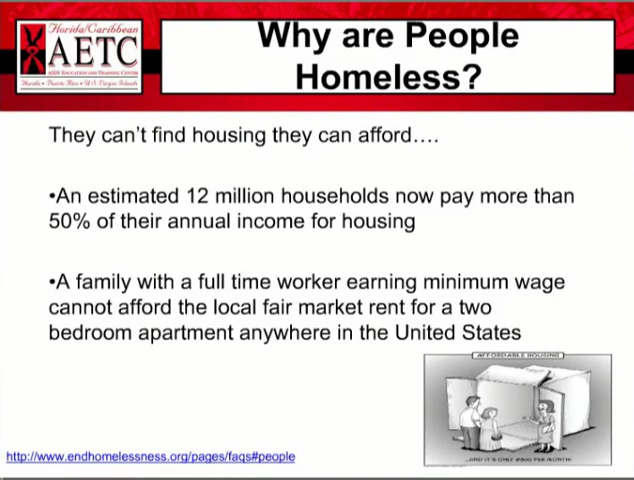 Florida/Caribbean
AETC
AIDS EDUCATION AND TRAINING CENTER
Florida • Puerto Rico • U.S. Virgin Islands
Why are People
Homeless?
They can't find housing they can afford….
•An estimated 12 million households now pay more than
50% of their annual income for housing
•A family with a full time worker earning minimum wage
cannot afford the local fair market rent for a two
bedroom apartment anywhere in the United States
AFFORDABLE HOUSING
...AND IT'S ONLY $900 PER MONTH!
http://www.endhomelessness.org/pages/faqs#people